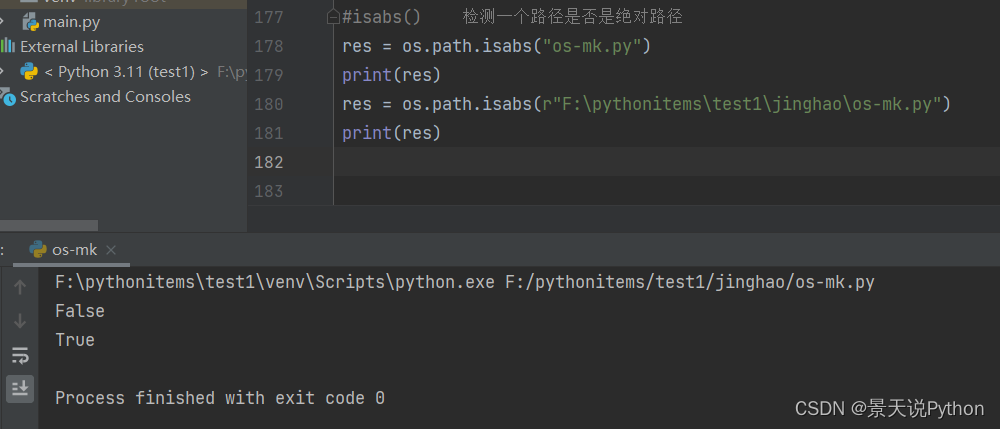 venv library root
main.py
External Libraries
< Python 3.11 (test1) > F:\py
Scratches and Consoles
177 #isabs() 检测一个路径是否是绝对路径
178 res = os.path.isabs("os-mk.py")
179 print(res)
180 res = os.path.isabs(r"F:\pythonitems\test1\jinghao\os-mk.py")
181 print(res)
182
183
: os-mk ×
F:\pythonitems\test1\venv\Scripts\python.exe F:/pythonitems/test1/jinghao/os-mk.py
False
True
Process finished with exit code 0
CSDN @景天说Python